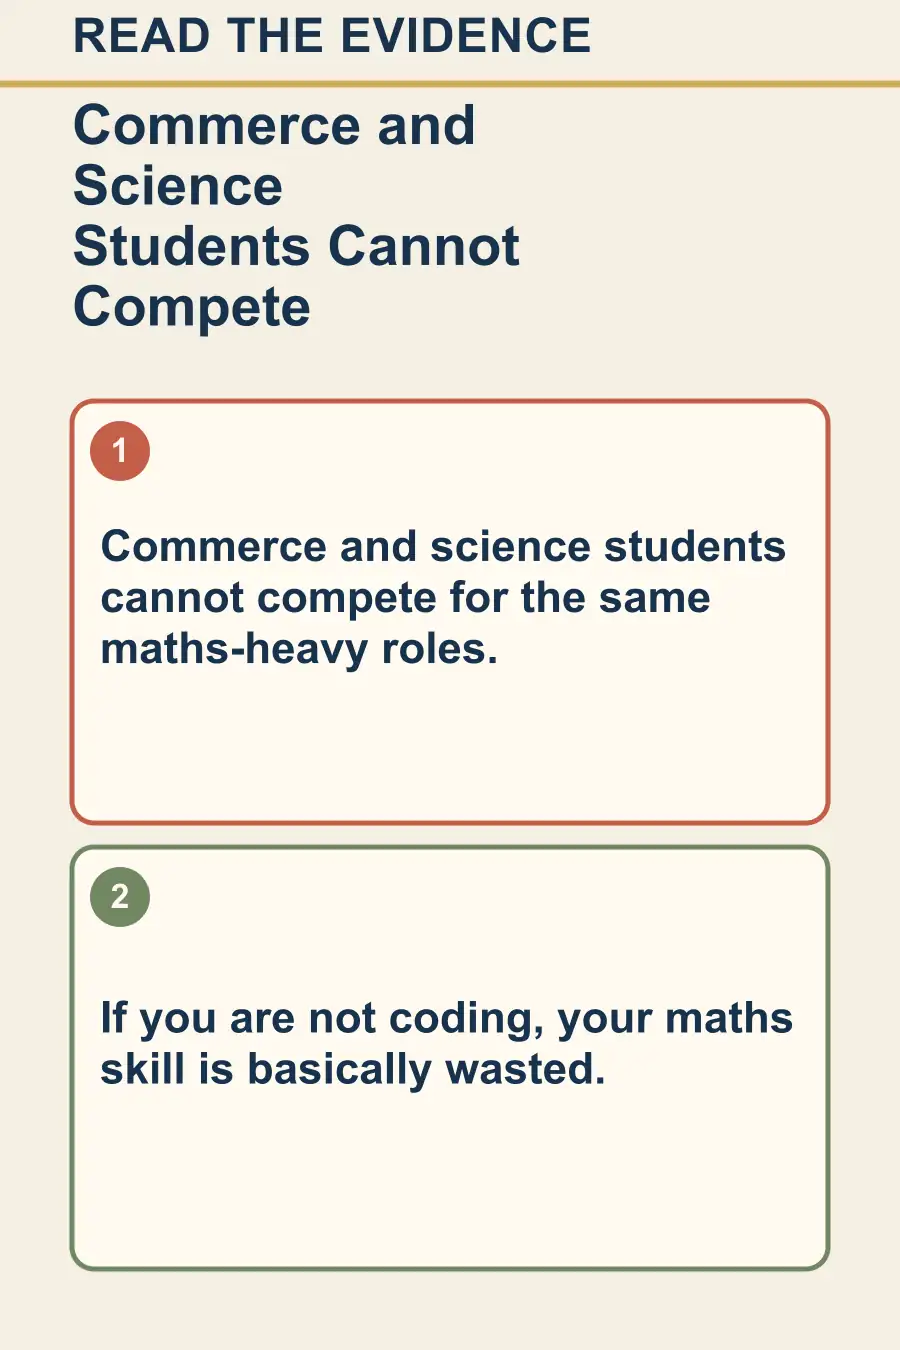 READ THE EVIDENCE
Commerce and
Science
Students Cannot
Compete
1
Commerce and science students
cannot compete for the same
maths-heavy roles.
2
If you are not coding, your maths
skill is basically wasted.